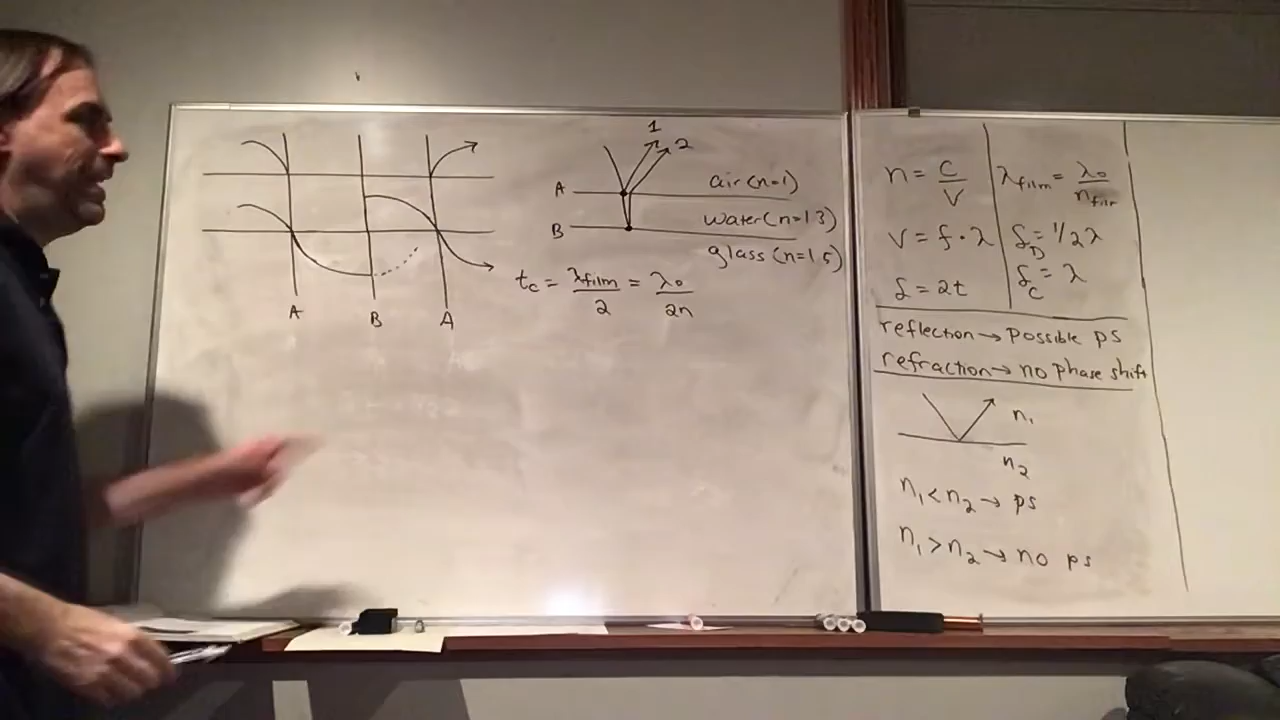 1
2
A
air (n=1)
B
water (n=1.3)
glass (n=1.5)
A B A
tc = λfilm/2 = λ₀/2n
n = c/v
v = f · λ
δ = 2t
λfilm = λ₀/nfilm
δD = 1/2 λ
δC = λ
reflection → possible ps
refraction → no phase shift
n₁
n₂
n₁ < n₂ → ps
n₁ > n₂ → no ps